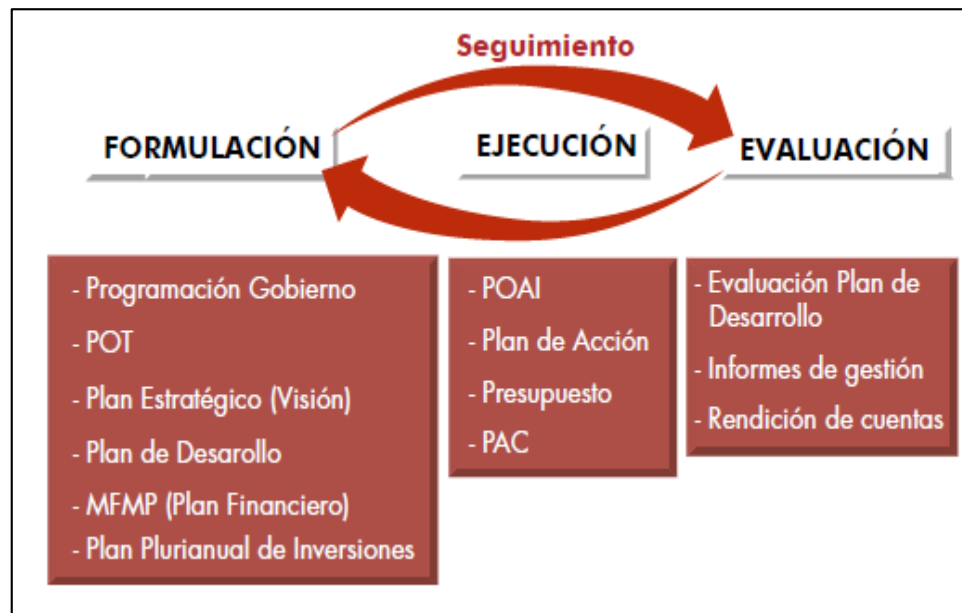 Seguimiento
FORMULACIÓN
EJECUCIÓN
EVALUACIÓN
- Programación Gobierno
- POT
- Plan Estratégico (Visión)
- Plan de Desarollo
- MFMP (Plan Financiero)
- Plan Plurianual de Inversiones
- POAI
- Plan de Acción
- Presupuesto
- PAC
- Evaluación Plan de
Desarrollo
- Informes de gestión
- Rendición de cuentas